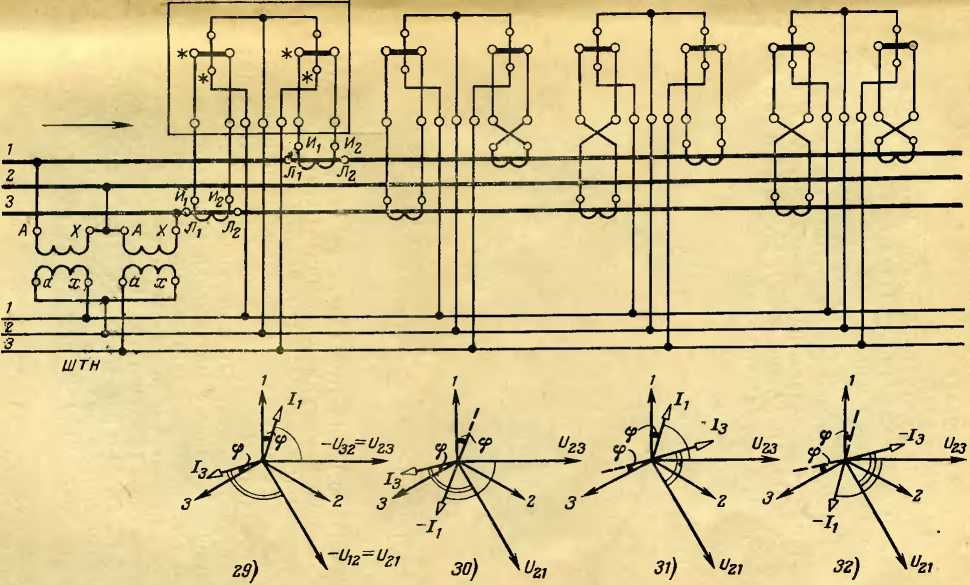 * * * *
И₁ И₂
1
Л₁ Л₂
2
3
И₁ И₂
A X A X Л₁ Л₂
a x a x
1
2
3
ШТН
1 I₁ φ φ I₃ 3 2 -U₃₂=U₂₃ -U₁₂=U₂₁ 29)
1 φ φ I₃ 3 -I₁ 2 U₂₃ U₂₁ 30)
1 I₁ -I₃ φ φ 3 2 U₂₃ U₂₁ 31)
1 φ φ -I₃ 3 -I₁ 2 U₂₃ U₂₁ 32)